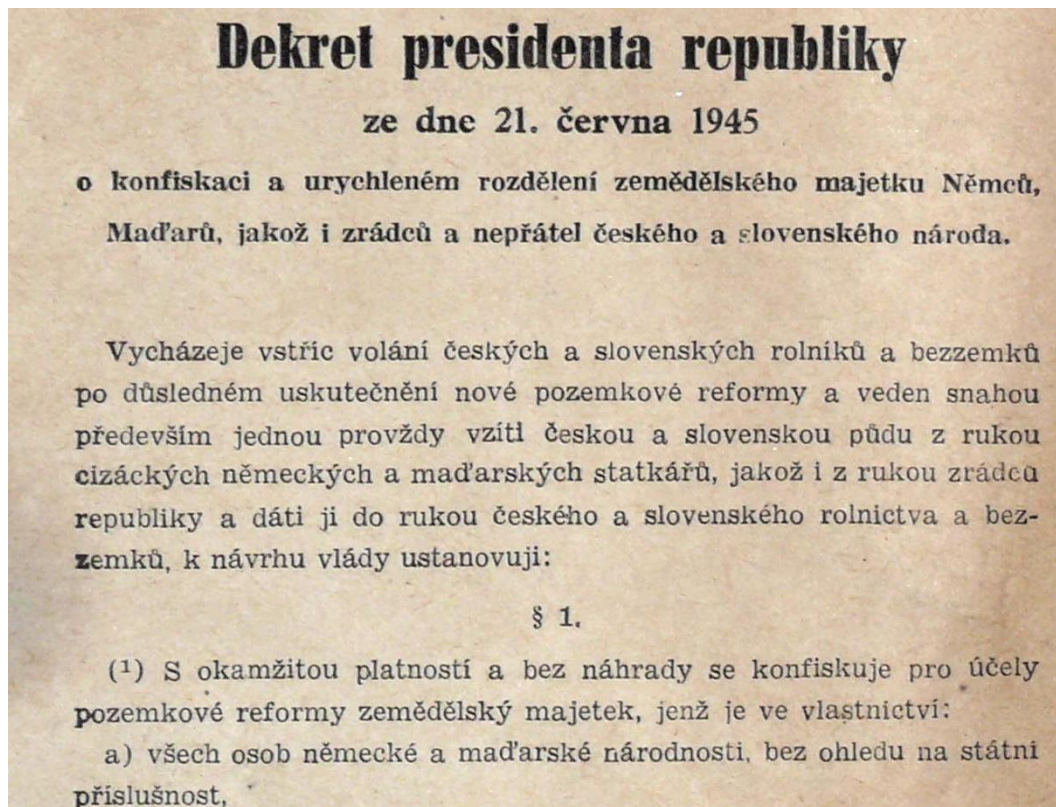 Dekret presidenta republiky
ze dne 21. června 1945
o konfiskaci a urychleném rozdělení zemědělského majetku Němců,
Maďarů, jakož i zrádců a nepřátel českého a slovenského národa.
Vycházeje vstříc volání českých a slovenských rolníků a bezzemků
po důsledném uskutečnění nové pozemkové reformy a veden snahou
především jednou provždy vzíti českou a slovenskou půdu z rukou
cizáckých německých a maďarských statkářů, jakož i z rukou zrádců
republiky a dáti ji do rukou českého a slovenského rolnictva a bez-
zemků, k návrhu vlády ustanovuji:
§ 1.
(¹) S okamžitou platností a bez náhrady se konfiskuje pro účely
pozemkové reformy zemědělský majetek, jenž je ve vlastnictví:
a) všech osob německé a maďarské národnosti, bez ohledu na státní
příslušnost,